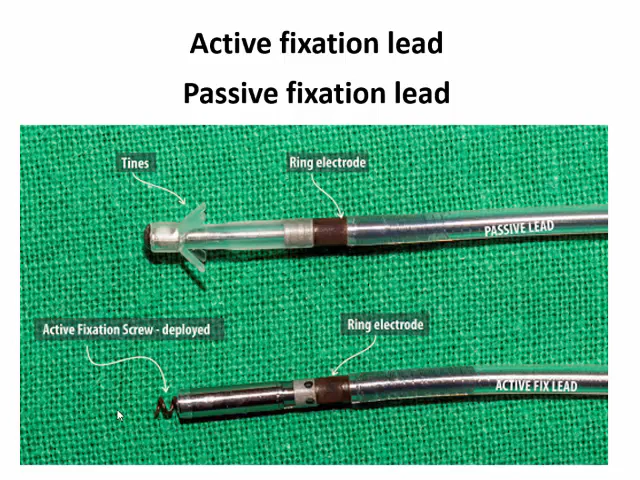 Active fixation lead
Passive fixation lead
Tines
Ring electrode
PASSIVE LEAD
Active Fixation Screw - deployed
Ring electrode
ACTIVE FIX LEAD